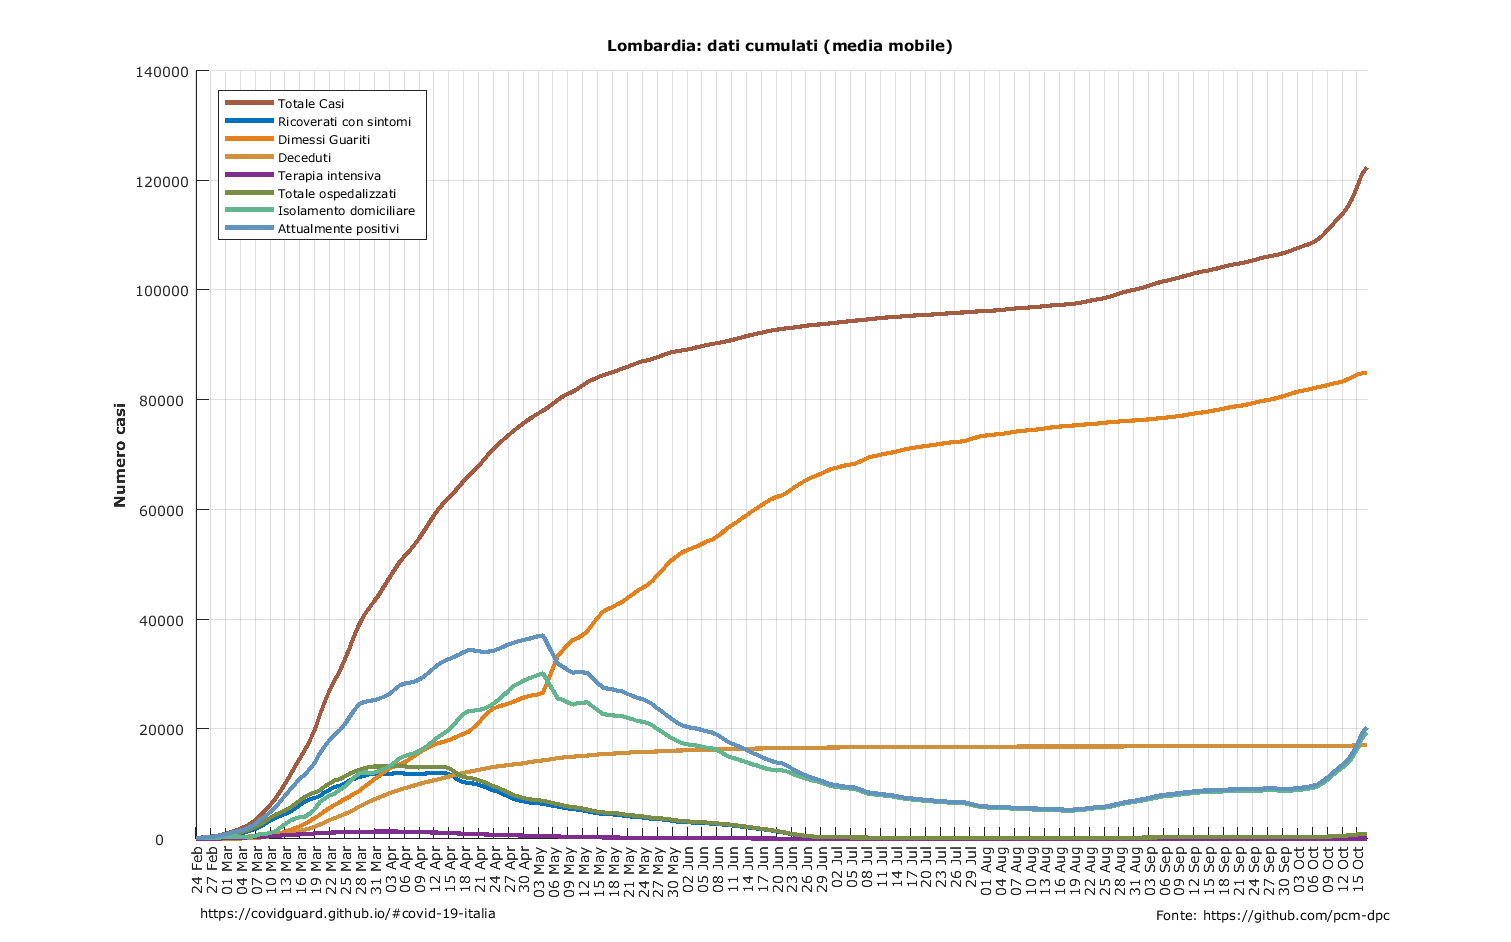 Lombardia: dati cumulati (media mobile)
140000
120000
100000
80000
60000
40000
20000
0
Numero casi
Totale Casi
Ricoverati con sintomi
Dimessi Guariti
Deceduti
Terapia intensiva
Totale ospedalizzati
Isolamento domiciliare
Attualmente positivi
24 Feb
27 Feb
01 Mar
04 Mar
07 Mar
10 Mar
13 Mar
16 Mar
19 Mar
22 Mar
25 Mar
28 Mar
31 Mar
03 Apr
06 Apr
09 Apr
12 Apr
15 Apr
18 Apr
21 Apr
24 Apr
27 Apr
30 Apr
03 May
06 May
09 May
12 May
15 May
18 May
21 May
24 May
27 May
30 May
02 Jun
05 Jun
08 Jun
11 Jun
14 Jun
17 Jun
20 Jun
23 Jun
26 Jun
29 Jun
02 Jul
05 Jul
08 Jul
11 Jul
14 Jul
17 Jul
20 Jul
23 Jul
26 Jul
29 Jul
01 Aug
04 Aug
07 Aug
10 Aug
13 Aug
16 Aug
19 Aug
22 Aug
25 Aug
28 Aug
31 Aug
03 Sep
06 Sep
09 Sep
12 Sep
15 Sep
18 Sep
21 Sep
24 Sep
27 Sep
30 Sep
03 Oct
06 Oct
09 Oct
12 Oct
15 Oct
https://covidguard.github.io/#covid-19-italia
Fonte: https://github.com/pcm-dpc